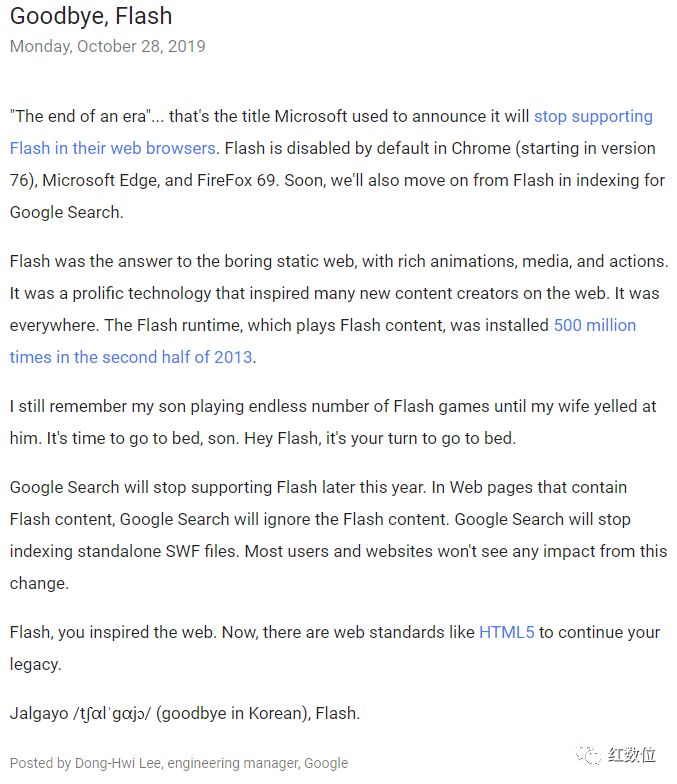 Goodbye, Flash
Monday, October 28, 2019
"The end of an era"... that's the title Microsoft used to announce it will stop supporting
Flash in their web browsers. Flash is disabled by default in Chrome (starting in version
76), Microsoft Edge, and FireFox 69. Soon, we'll also move on from Flash in indexing for
Google Search.
Flash was the answer to the boring static web, with rich animations, media, and actions.
It was a prolific technology that inspired many new content creators on the web. It was
everywhere. The Flash runtime, which plays Flash content, was installed 500 million
times in the second half of 2013.
I still remember my son playing endless number of Flash games until my wife yelled at
him. It's time to go to bed, son. Hey Flash, it's your turn to go to bed.
Google Search will stop supporting Flash later this year. In Web pages that contain
Flash content, Google Search will ignore the Flash content. Google Search will stop
indexing standalone SWF files. Most users and websites won't see any impact from this
change.
Flash, you inspired the web. Now, there are web standards like HTML5 to continue your
legacy.
Jalgayo /tʃɑlˈgɑjɔ/ (goodbye in Korean), Flash.
Posted by Dong-Hwi Lee, engineering manager, Google
红数位